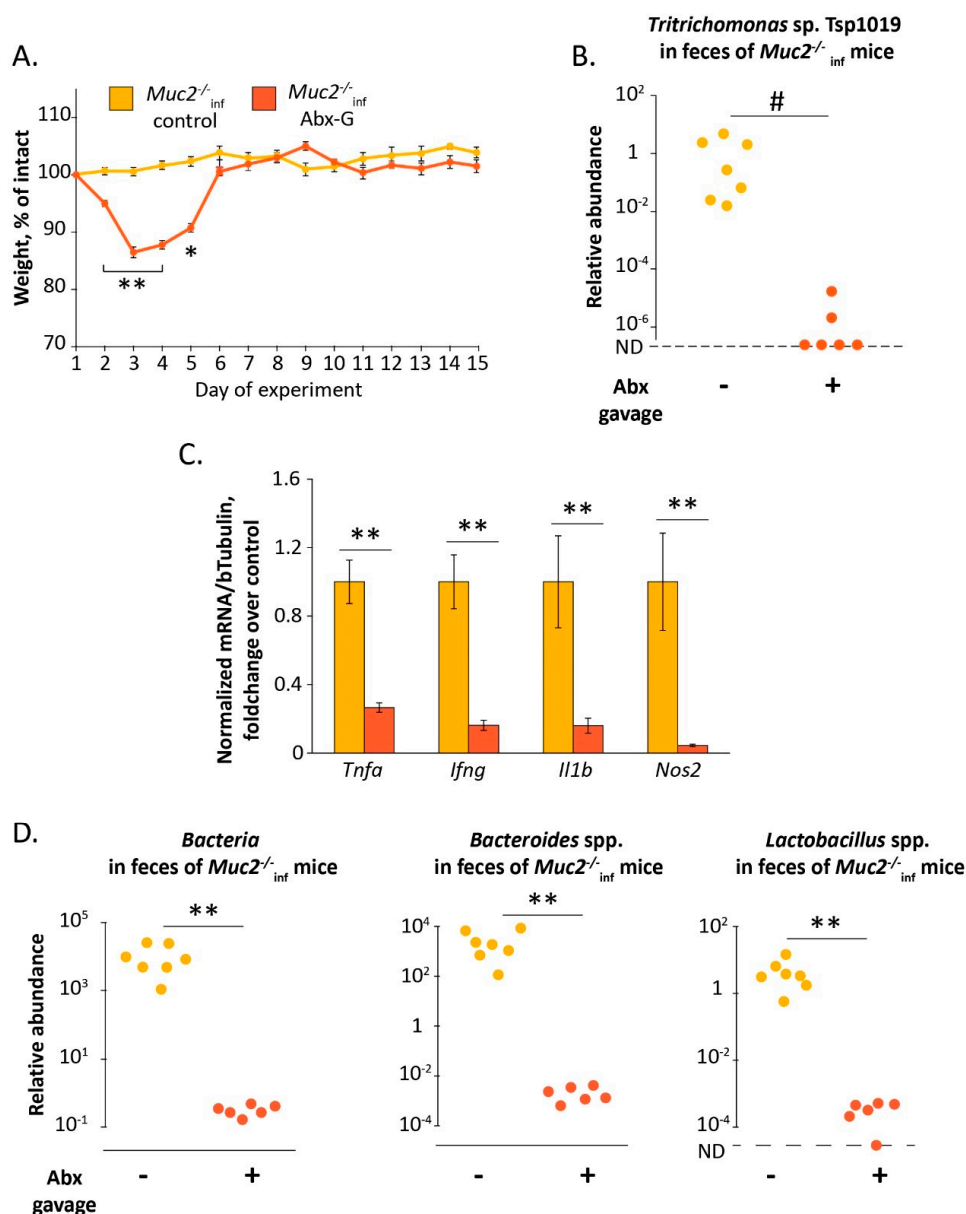 A.
Muc2-/-inf
control
Muc2-/-inf
Abx-G
Weight, % of intact
110
100
90
80
70
**
*
1 2 3 4 5 6 7 8 9 10 11 12 13 14 15
Day of experiment
B.
Tritrichomonas sp. Tsp1019
in feces of Muc2-/-inf mice
Relative abundance
10^2
1
10^-2
10^-4
10^-6
ND
#
Abx
gavage
- +
C.
Normalized mRNA/bTubulin,
foldchange over control
1.6
1.2
0.8
0.4
0
** ** ** **
Tnfa Ifng Il1b Nos2
D.
Bacteria
in feces of Muc2-/-inf mice
Relative abundance
10^5
10^3
10^1
10^-1
**
Abx
gavage
- +
Bacteroides spp.
in feces of Muc2-/-inf mice
10^4
10^2
1
10^-2
10^-4
**
- +
Lactobacillus spp.
in feces of Muc2-/-inf mice
10^2
1
10^-2
10^-4
ND
**
- +